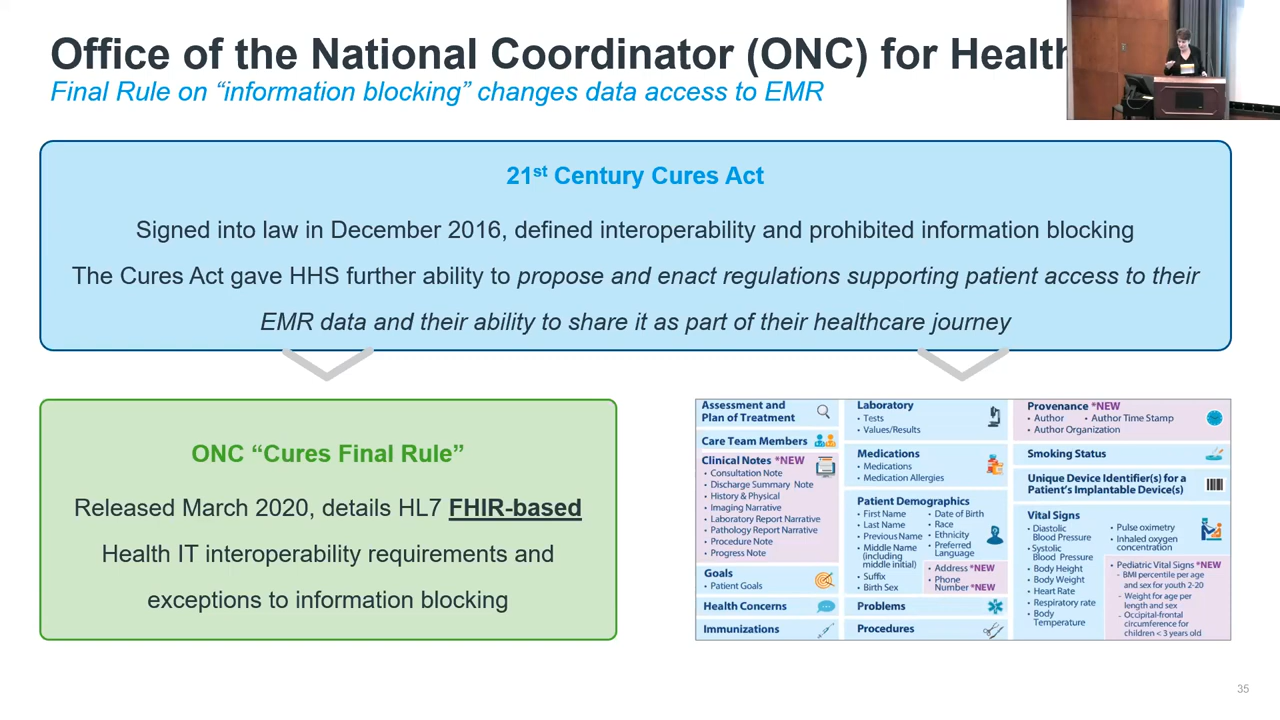 Office of the National Coordinator (ONC) for Health
Final Rule on “information blocking” changes data access to EMR
21st Century Cures Act
Signed into law in December 2016, defined interoperability and prohibited information blocking
The Cures Act gave HHS further ability to propose and enact regulations supporting patient access to their
EMR data and their ability to share it as part of their healthcare journey
ONC “Cures Final Rule”
Released March 2020, details HL7 FHIR-based
Health IT interoperability requirements and
exceptions to information blocking
Assessment and
Plan of Treatment
Care Team Members
Clinical Notes *NEW
• Consultation Note
• Discharge Summary Note
• History & Physical
• Imaging Narrative
• Laboratory Report Narrative
• Pathology Report Narrative
• Procedure Note
• Progress Note
Goals
• Patient Goals
Health Concerns
Immunizations
Laboratory
• Tests
• Values/Results
Medications
• Medications
• Medication Allergies
Patient Demographics
• First Name
• Last Name
• Previous Name
• Middle Name
(including
middle initial)
• Suffix
• Birth Sex
• Date of Birth
• Race
• Ethnicity
• Preferred
Language
• Address *NEW
• Phone
Number *NEW
Problems
Procedures
Provenance *NEW
• Author • Author Time Stamp
• Author Organization
Smoking Status
Unique Device Identifier(s) for a
Patient's Implantable Device(s)
Vital Signs
• Diastolic
Blood Pressure
• Systolic
Blood Pressure
• Body Height
• Body Weight
• Heart Rate
• Respiratory rate
• Body
Temperature
• Pulse oximetry
• Inhaled oxygen
concentration
• Pediatric Vital Signs *NEW
- BMI percentile per age
and sex for youth 2-20
- Weight for age per
length and sex
- Occipital-frontal
circumference for
children < 3 years old
35